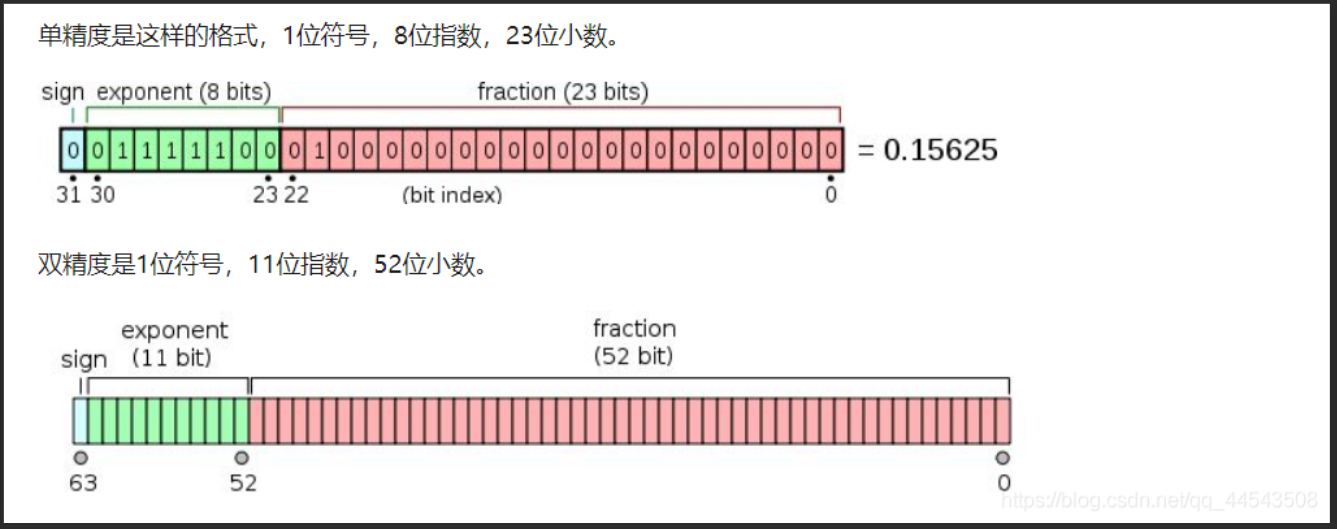 单精度是这样的格式，1位符号，8位指数，23位小数。
sign exponent (8 bits) fraction (23 bits)
0 0 1 1 1 1 1 0 0 0 1 0 0 0 0 0 0 0 0 0 0 0 0 0 0 0 0 0 0 0 0 0 = 0.15625
31 30 23 22 (bit index) 0
双精度是1位符号，11位指数，52位小数。
exponent fraction
sign (11 bit) (52 bit)
63 52 0
https://blog.csdn.net/qq_44543508